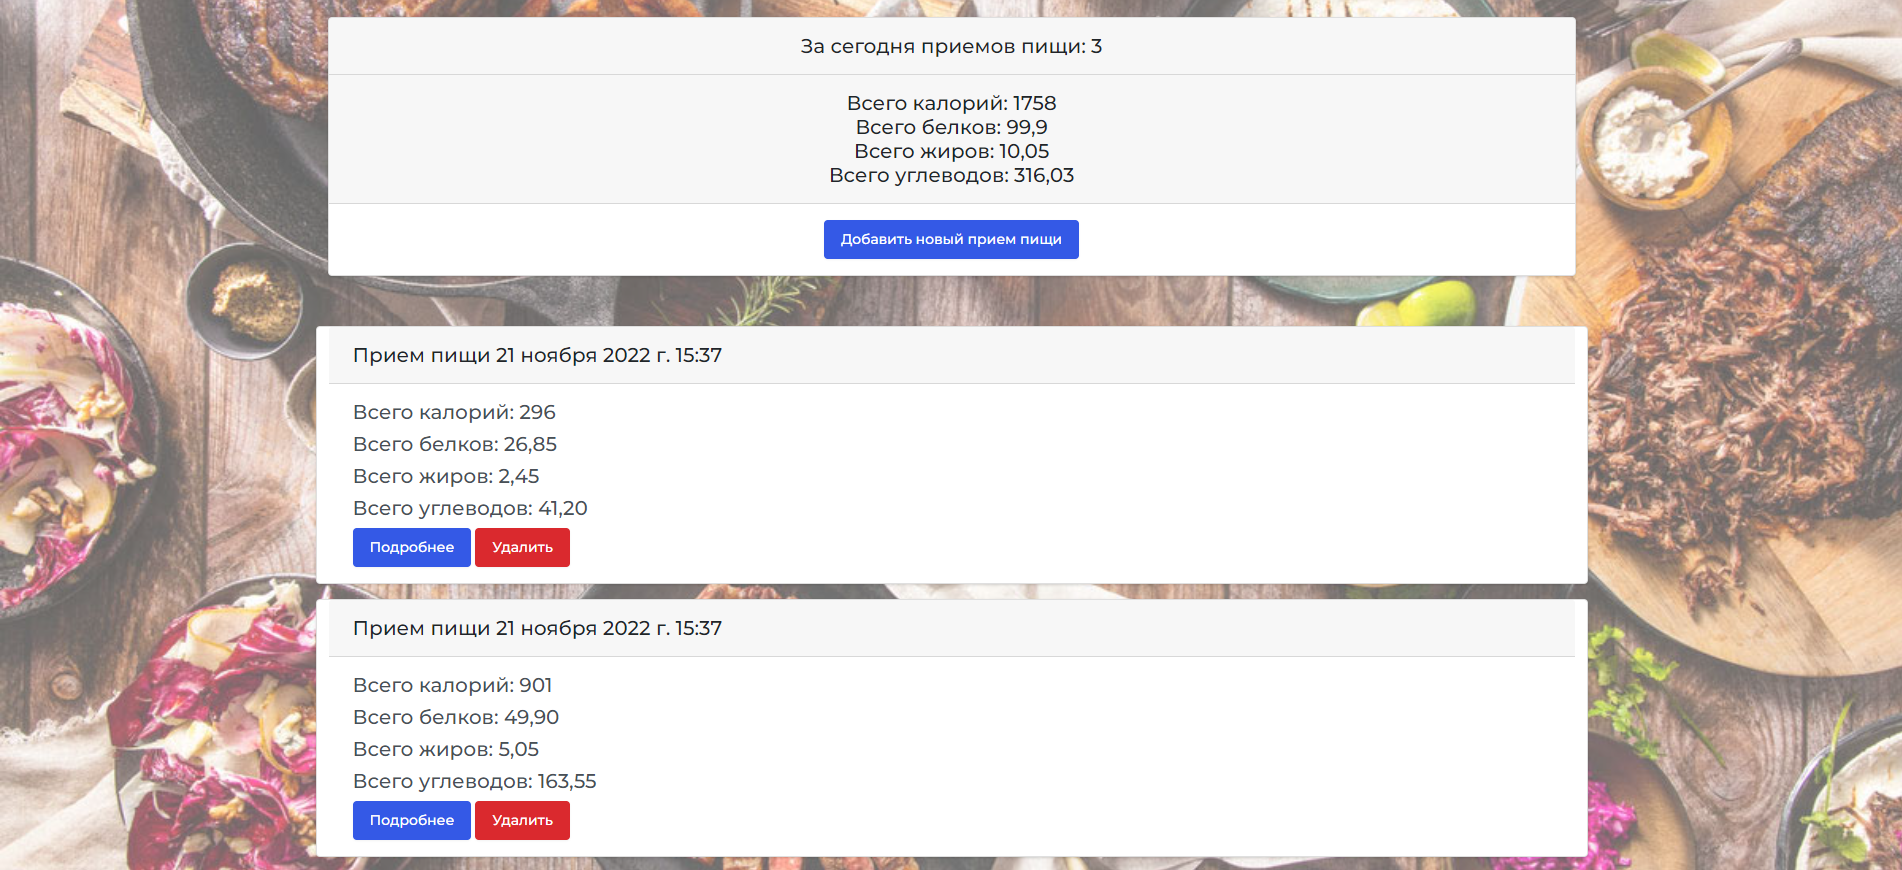 За сегодня приемов пищи: 3
Всего калорий: 1758
Всего белков: 99,9
Всего жиров: 10,05
Всего углеводов: 316,03
Добавить новый прием пищи
Прием пищи 21 ноября 2022 г. 15:37
Всего калорий: 296
Всего белков: 26,85
Всего жиров: 2,45
Всего углеводов: 41,20
Подробнее Удалить
Прием пищи 21 ноября 2022 г. 15:37
Всего калорий: 901
Всего белков: 49,90
Всего жиров: 5,05
Всего углеводов: 163,55
Подробнее Удалить